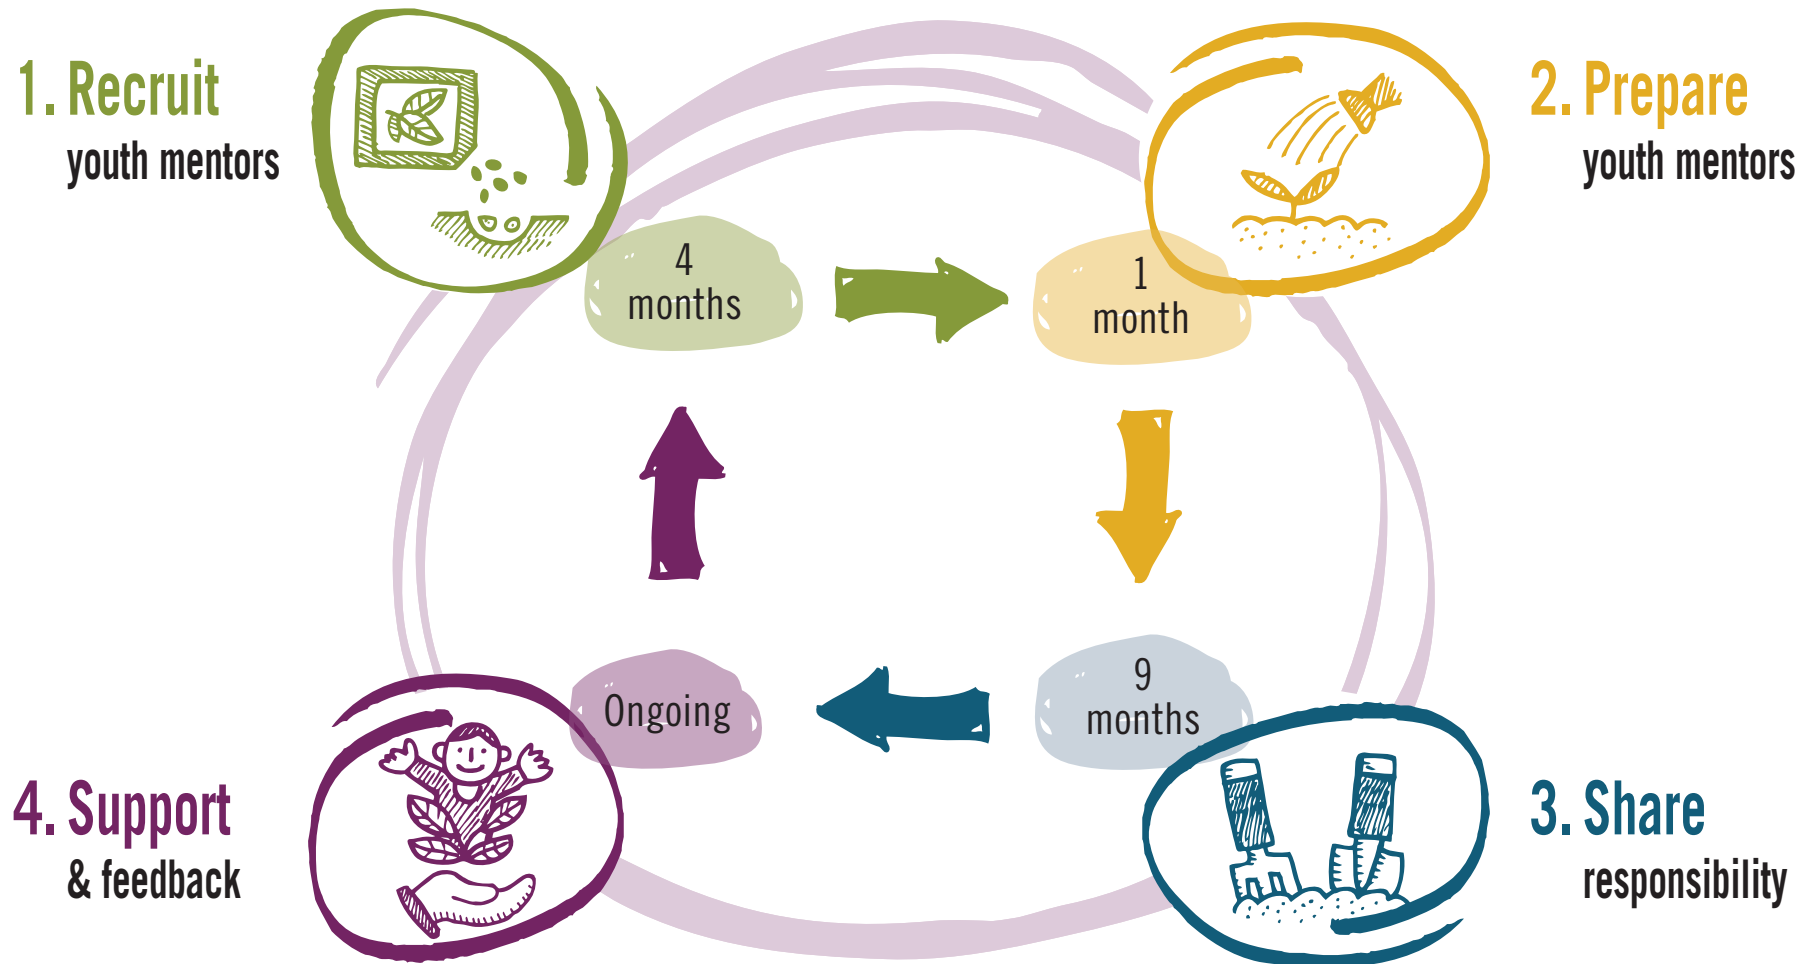 1. Recruit
youth mentors
2. Prepare
youth mentors
4
months
1
month
Ongoing
9
months
4. Support
& feedback
3. Share
responsibility